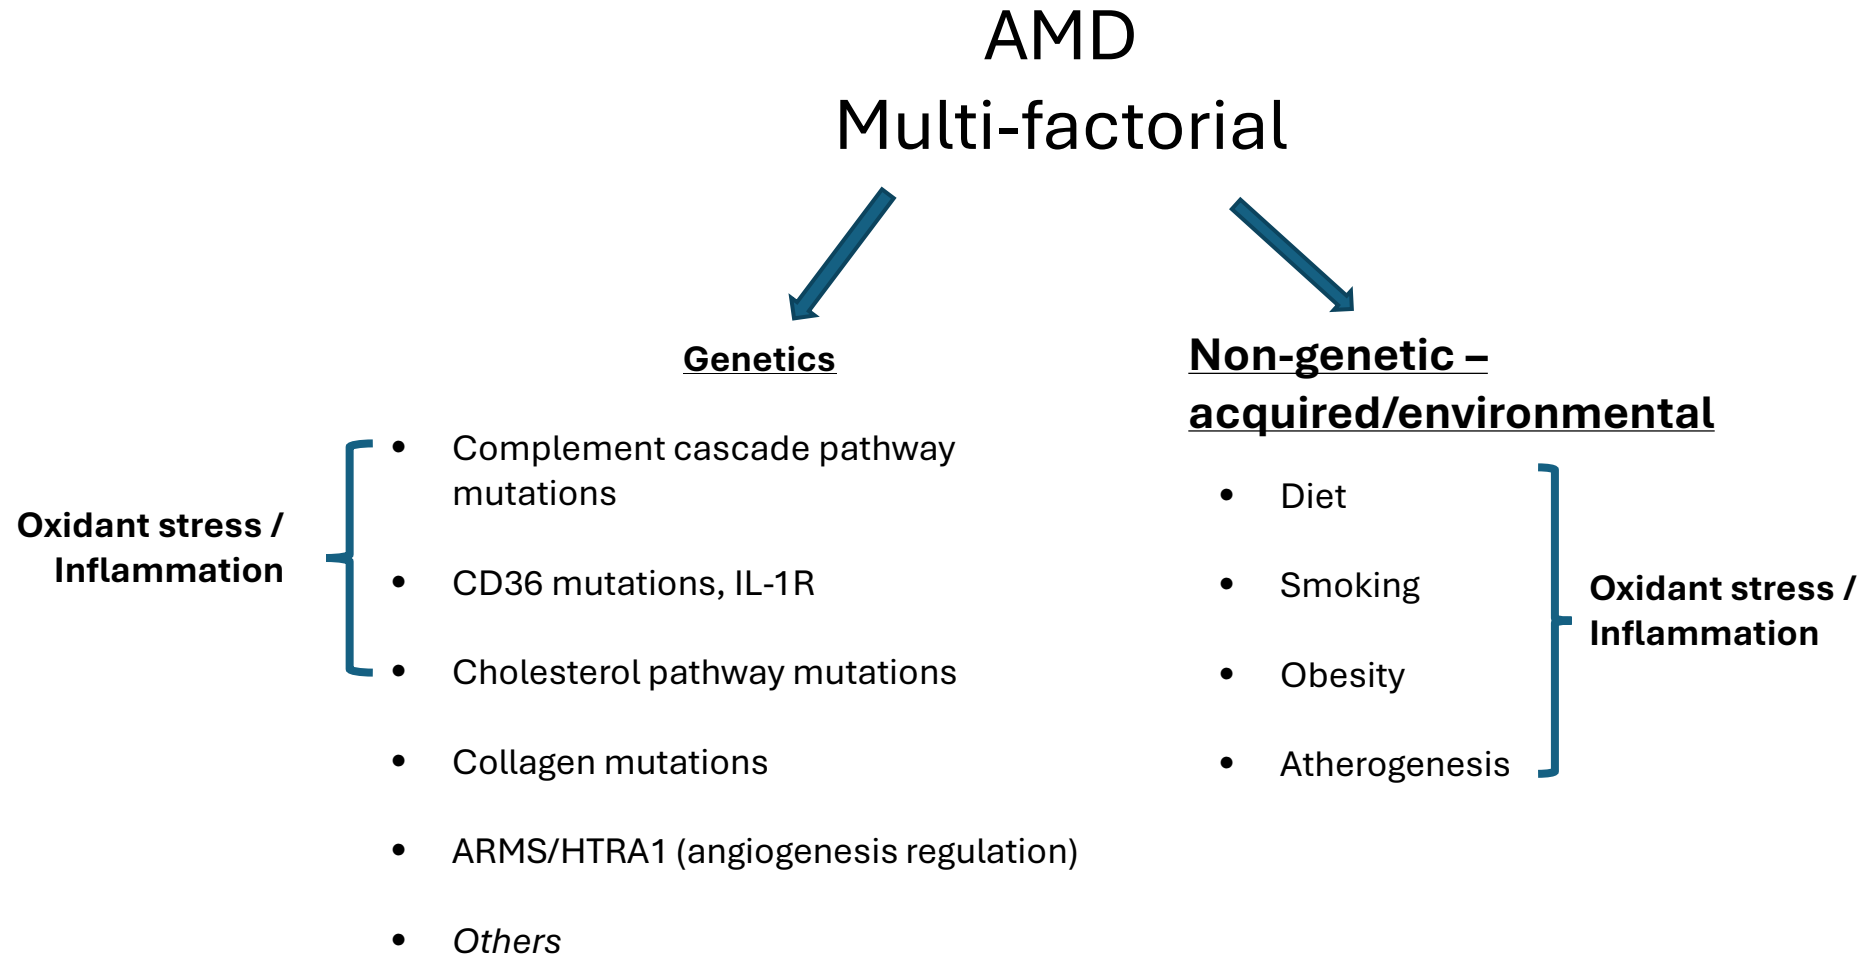 AMD
Multi-factorial
Genetics
• Complement cascade pathway
mutations
• CD36 mutations, IL-1R
• Cholesterol pathway mutations
• Collagen mutations
• ARMS/HTRA1 (angiogenesis regulation)
• Others
Oxidant stress /
Inflammation
Non-genetic –
acquired/environmental
• Diet
• Smoking
• Obesity
• Atherogenesis
Oxidant stress /
Inflammation